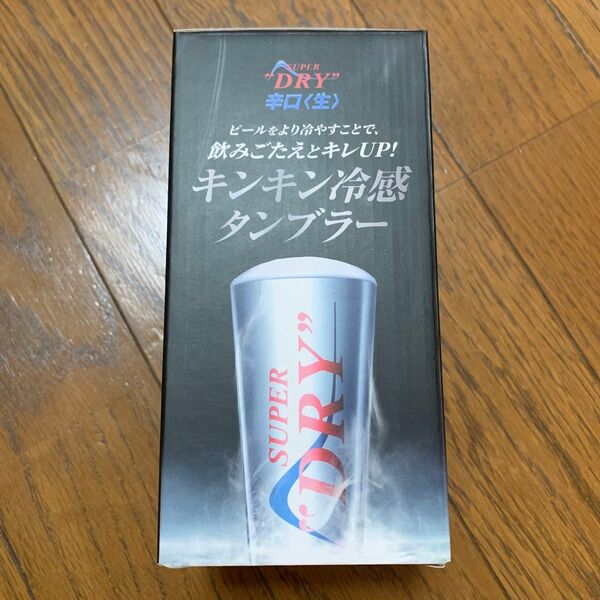 SUPER
"DRY"
辛口〈生〉
ビールをより冷やすことで、
飲みごたえとキレUP!
キンキン冷感
タンブラー
SUPER
"DRY"